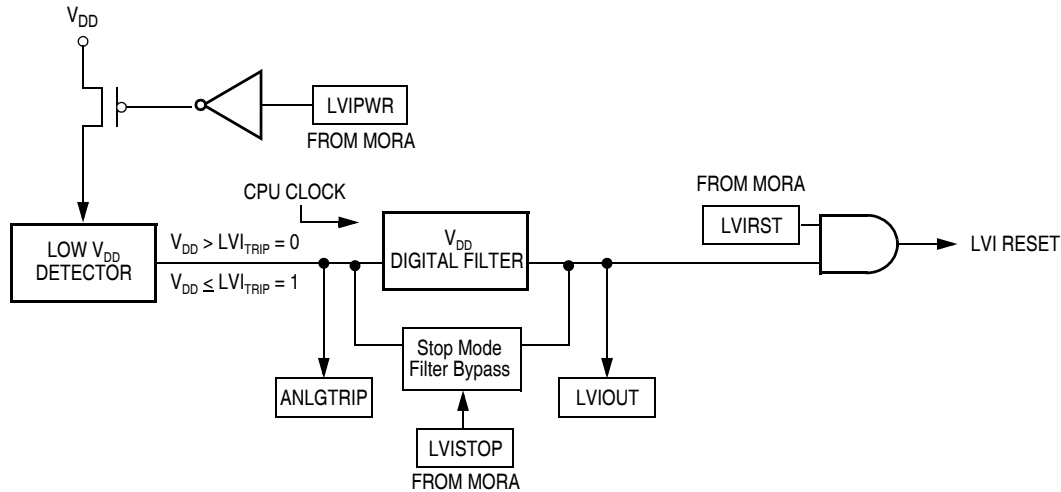 VDD
LVIPWR
FROM MORA
CPU CLOCK
FROM MORA
LVIRST
LOW VDD
DETECTOR
VDD > LVITRIP = 0
VDD ≤ LVITRIP = 1
VDD
DIGITAL FILTER
LVI RESET
Stop Mode
Filter Bypass
ANLGTRIP
LVIOUT
LVISTOP
FROM MORA